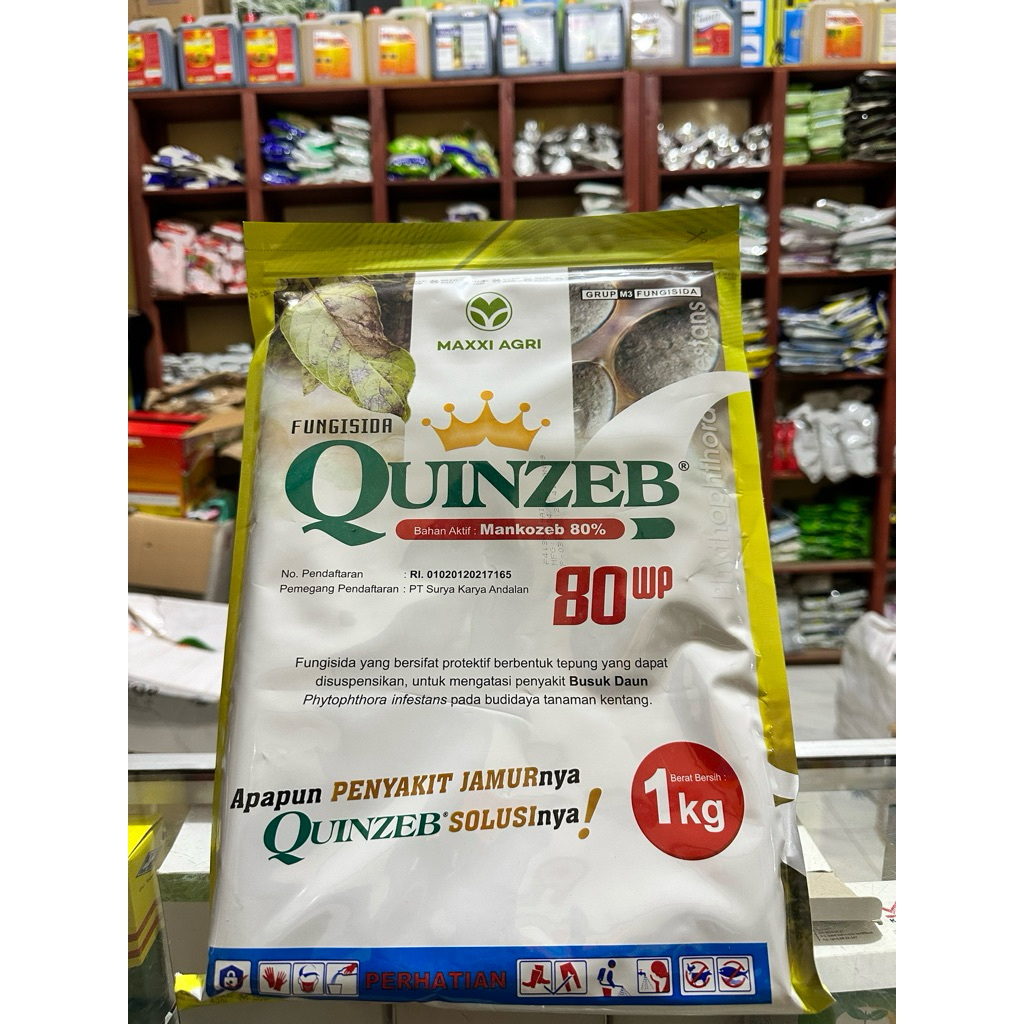 GRUP M3 FUNGISIDA
MAXXI AGRI
FUNGISIDA
QUINZEB®
Bahan Aktif : Mankozeb 80%
80 WP
No. Pendaftaran : RI. 01020120217165
Pemegang Pendaftaran : PT Surya Karya Andalan
Fungisida yang bersifat protektif berbentuk tepung yang dapat
disuspensikan, untuk mengatasi penyakit Busuk Daun
Phytophthora infestans pada budidaya tanaman kentang.
Apapun PENYAKIT JAMURnya
QUINZEB® SOLUSInya!
Berat Bersih :
1kg
PERHATIAN